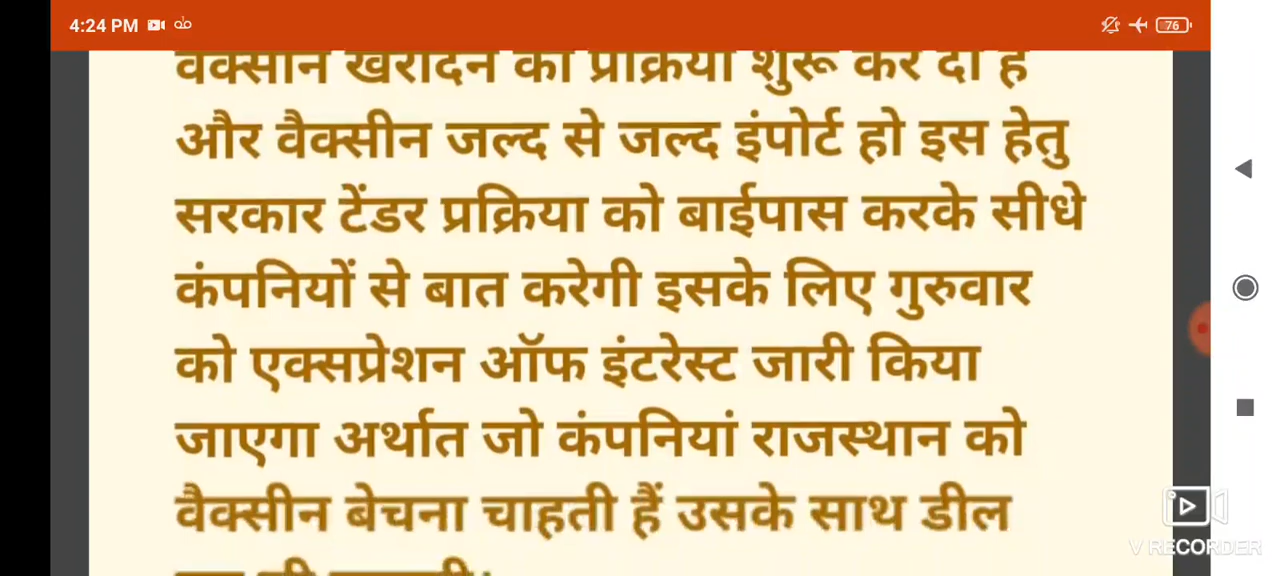 4:24 PM
76
वैक्सीन खरीदने की प्रक्रिया शुरू कर दी है
और वैक्सीन जल्द से जल्द इंपोर्ट हो इस हेतु
सरकार टेंडर प्रक्रिया को बाईपास करके सीधे
कंपनियों से बात करेगी इसके लिए गुरुवार
को एक्सप्रेशन ऑफ इंटरेस्ट जारी किया
जाएगा अर्थात जो कंपनियां राजस्थान को
वैक्सीन बेचना चाहती हैं उसके साथ डील
V RECORDER